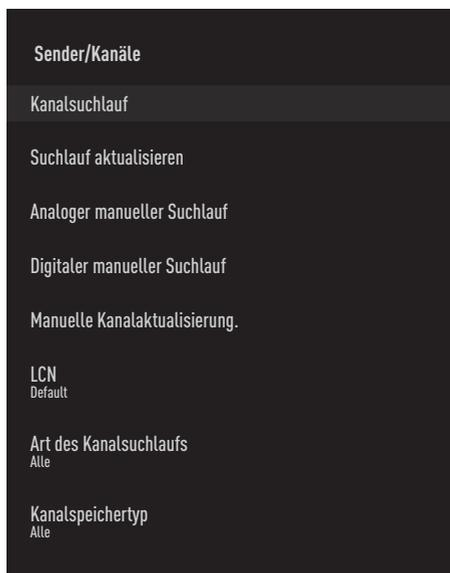 Sender/Kanäle
Kanalsuchlauf
Suchlauf aktualisieren
Analoger manueller Suchlauf
Digitaler manueller Suchlauf
Manuelle Kanalaktualisierung.
LCN
Default
Art des Kanalsuchlaufs
Alle
Kanalspeichertyp
Alle